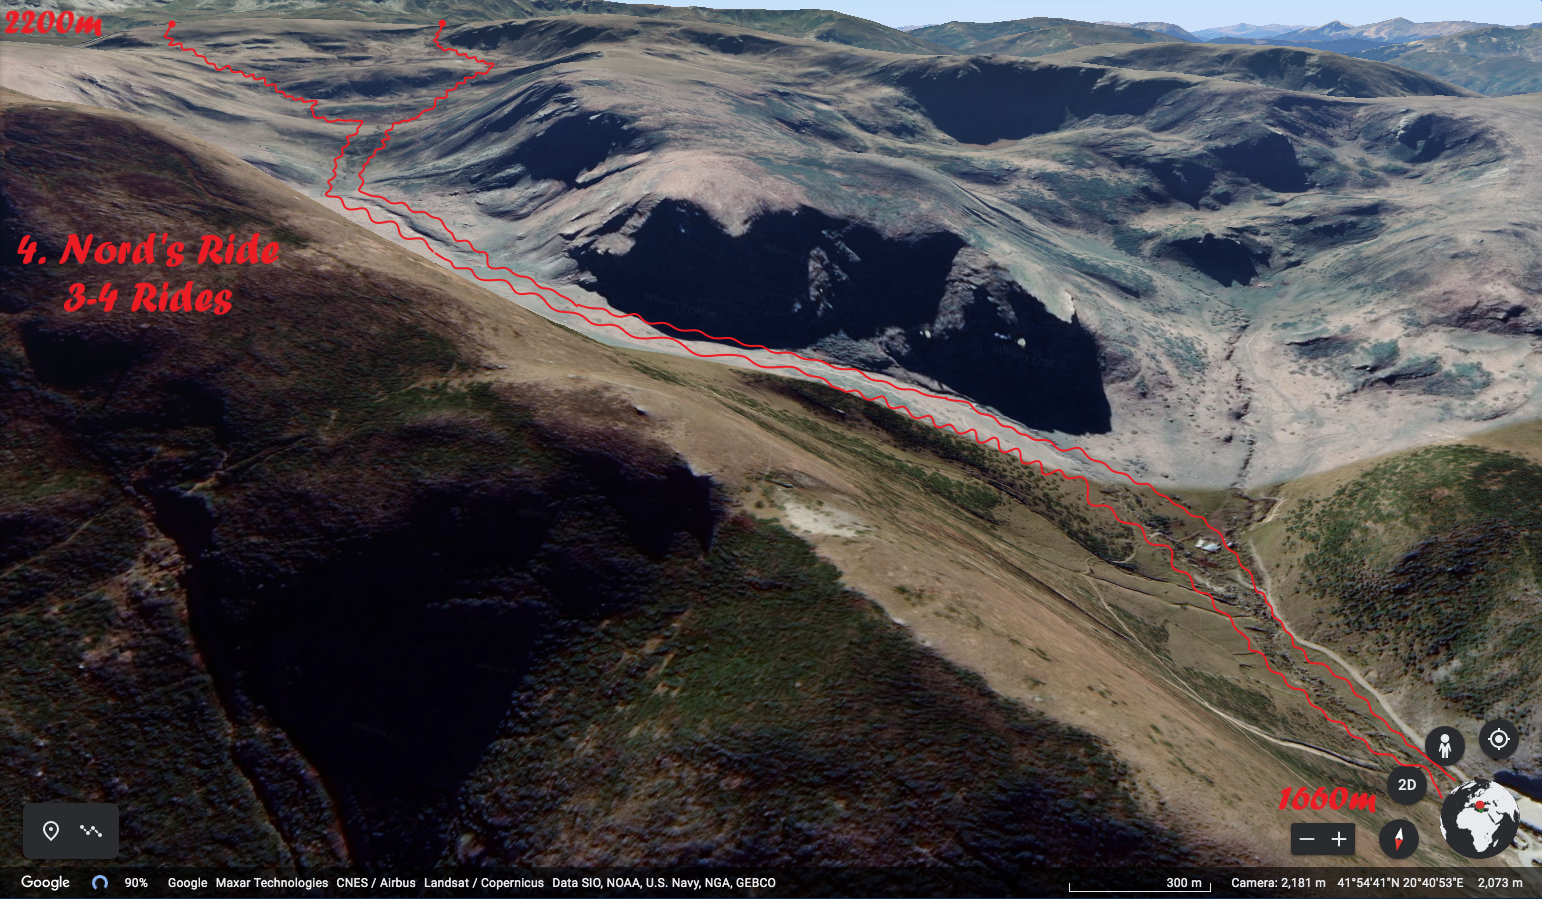 2200m
4. Nord's Ride
3-4 Rides
1660m
2D
Google 90% Google Maxar Technologies CNES / Airbus Landsat / Copernicus Data SIO, NOAA, U.S. Navy, NGA, GEBCO 300 m Camera: 2,181 m 41°54'41"N 20°40'53"E 2,073 m